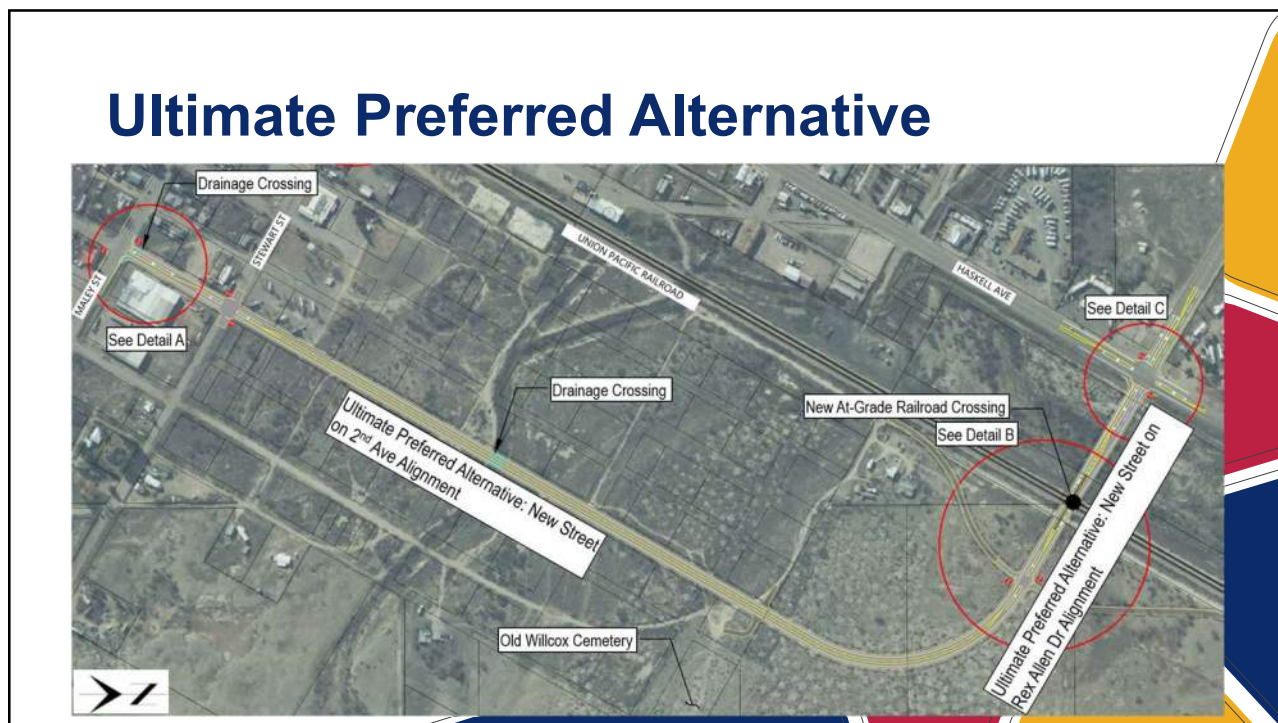 Ultimate Preferred Alternative
Drainage Crossing
STEWART ST
MALEY ST
See Detail A
UNION PACIFIC RAILROAD
HASKELL AVE
See Detail C
Drainage Crossing
New At-Grade Railroad Crossing
See Detail B
Ultimate Preferred Alternative: New Street
on 2nd Ave Alignment
Ultimate Preferred Alternative: New Street on
Rex Allen Dr Alignment
Old Willcox Cemetery